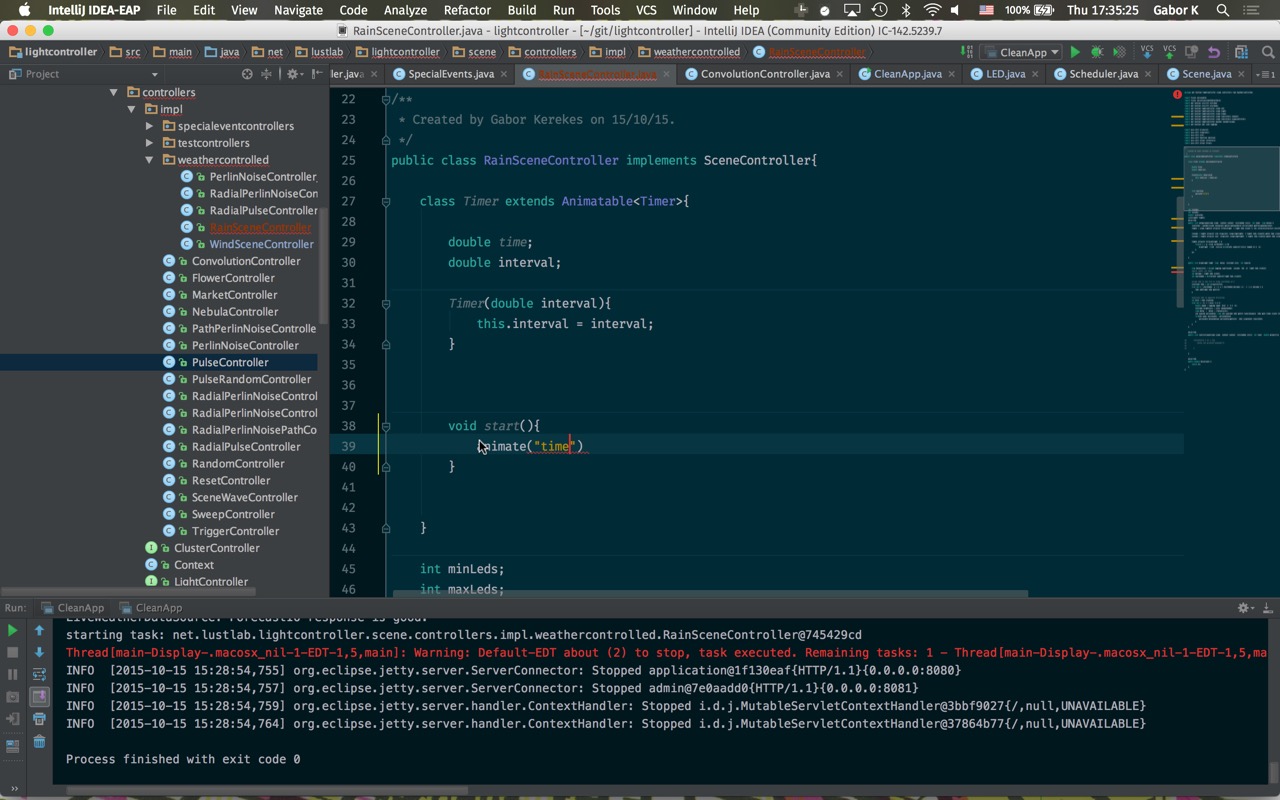 IntelliJ IDEA-EAP File Edit View Navigate Code Analyze Refactor Build Run Tools VCS Window Help 100% Thu 17:35:25 Gabor K
RainSceneController.java - lightcontroller - [~/git/lightcontroller] - IntelliJ IDEA (Community Edition) IC-142.5239.7
lightcontroller src main java net lustlab lightcontroller scene controllers impl weathercontrolled RainSceneController CleanApp
Project
ler.java SpecialEvents.java RainSceneController.java ConvolutionController.java CleanApp.java LED.java Scheduler.java Scene.java
controllers
impl
specialeventcontrollers
testcontrollers
weathercontrolled
PerlinNoiseController
RadialPerlinNoiseCon
RadialPulseController
RainSceneController
WindSceneController
ConvolutionController
FlowerController
MarketController
NebulaController
PathPerlinNoiseControlle
PerlinNoiseController
PulseController
PulseRandomController
RadialPerlinNoiseControl
RadialPerlinNoiseControl
RadialPerlinNoisePathCo
RadialPulseController
RandomController
ResetController
SceneWaveController
SweepController
TriggerController
ClusterController
Context
LightController
22 /**
23 * Created by Gabor Kerekes on 15/10/15.
24 */
25 public class RainSceneController implements SceneController{
26
27 class Timer extends Animatable<Timer>{
28
29 double time;
30 double interval;
31
32 Timer(double interval){
33 this.interval = interval;
34 }
35
36
37
38 void start(){
39 animate("time")
40 }
41
42
43 }
44
45 int minLeds;
46 int maxLeds;
Run: CleanApp CleanApp
LiveWeatherDataSource: ForecastIO response is good.
starting task: net.lustlab.lightcontroller.scene.controllers.impl.weathercontrolled.RainSceneController@745429cd
Thread[main-Display-.macosx_nil-1-EDT-1,5,main]: Warning: Default-EDT about (2) to stop, task executed. Remaining tasks: 1 - Thread[main-Display-.macosx_nil-1-EDT-1,5,ma
INFO [2015-10-15 15:28:54,755] org.eclipse.jetty.server.ServerConnector: Stopped application@1f130eaf{HTTP/1.1}{0.0.0.0:8080}
INFO [2015-10-15 15:28:54,757] org.eclipse.jetty.server.ServerConnector: Stopped admin@7e0aadd0{HTTP/1.1}{0.0.0.0:8081}
INFO [2015-10-15 15:28:54,759] org.eclipse.jetty.server.handler.ContextHandler: Stopped i.d.j.MutableServletContextHandler@3bbf9027{/,null,UNAVAILABLE}
INFO [2015-10-15 15:28:54,764] org.eclipse.jetty.server.handler.ContextHandler: Stopped i.d.j.MutableServletContextHandler@37864b77{/,null,UNAVAILABLE}
Process finished with exit code 0